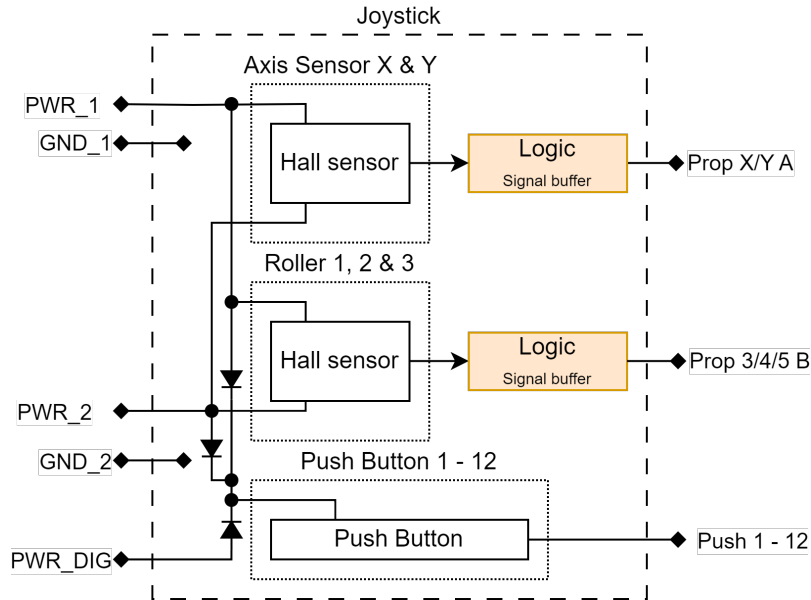 Joystick
Axis Sensor X & Y
PWR_1
GND_1
Hall sensor
Logic
Signal buffer
Prop X/Y A
Roller 1, 2 & 3
Hall sensor
Logic
Signal buffer
Prop 3/4/5 B
PWR_2
GND_2
Push Button 1 - 12
Push Button
Push 1 - 12
PWR_DIG